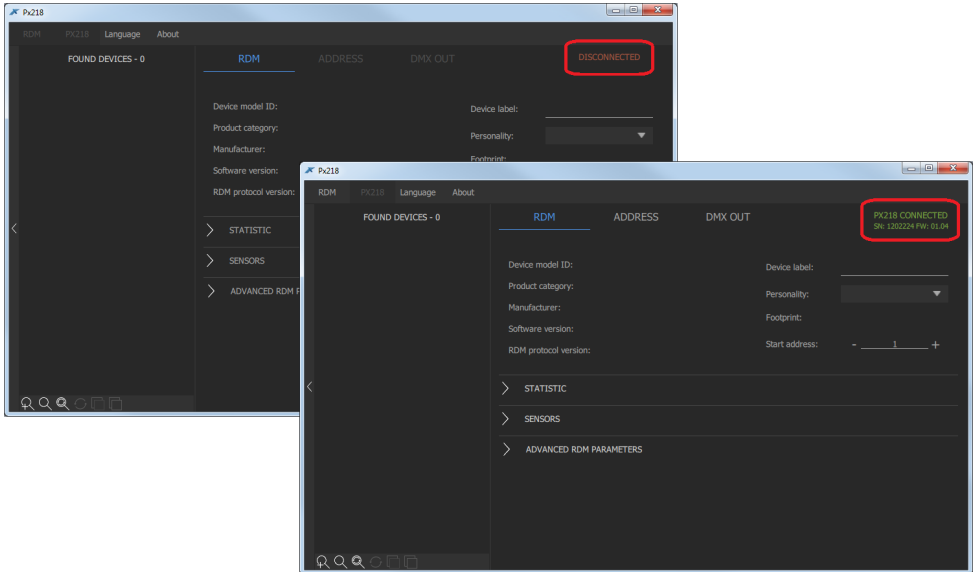 Px218
RDM PX218 Language About
FOUND DEVICES - 0
RDM ADDRESS DMX OUT
DISCONNECTED
Device model ID:
Product category:
Manufacturer:
Software version:
RDM protocol version:
Device label:
Personality:
Footprint:
STATISTIC
SENSORS
ADVANCED RDM P
Px218
RDM PX218 Language About
FOUND DEVICES - 0
RDM ADDRESS DMX OUT
PX218 CONNECTED
SN: 1202224 FW: 01.04
Device model ID:
Product category:
Manufacturer:
Software version:
RDM protocol version:
Device label:
Personality:
Footprint:
Start address: - 1 +
STATISTIC
SENSORS
ADVANCED RDM PARAMETERS